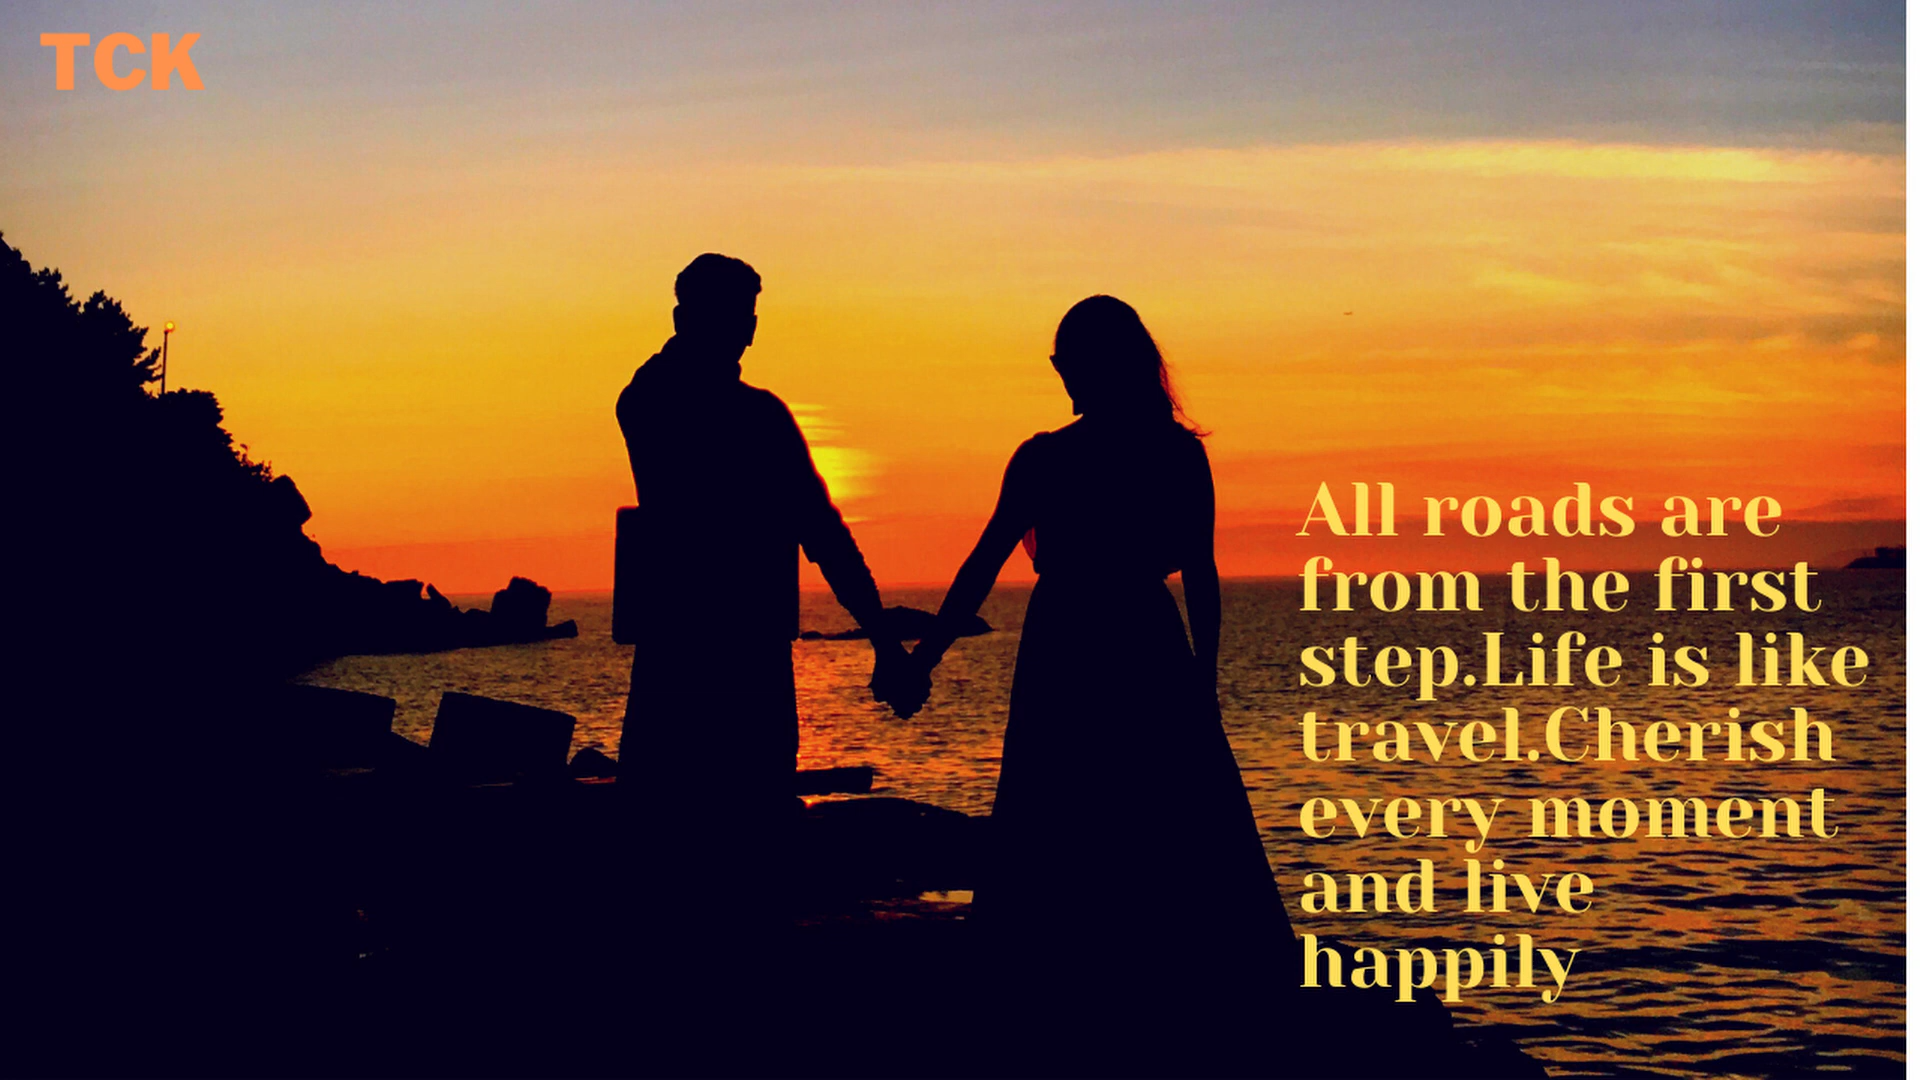 TCK
All roads are
from the first
step.Life is like
travel.Cherish
every moment
and live
happily